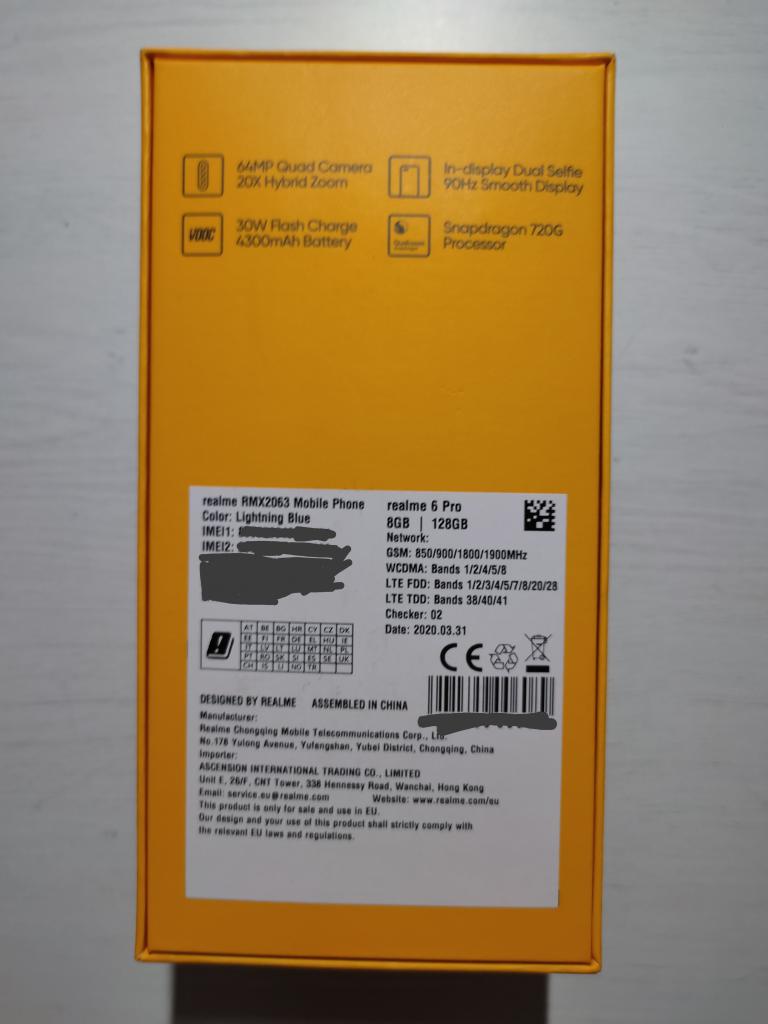 64MP Quad Camera
20X Hybrid Zoom
In-display Dual Selfie
90Hz Smooth Display
VOOC
30W Flash Charge
4300mAh Battery
Qualcomm
Snapdragon 720G
Processor
realme RMX2063 Mobile Phone
Color: Lightning Blue
IMEI1:
IMEI2:
realme 6 Pro
8GB | 128GB
Network:
GSM: 850/900/1800/1900MHz
WCDMA: Bands 1/2/4/5/8
LTE FDD: Bands 1/2/3/4/5/7/8/20/28
LTE TDD: Bands 38/40/41
Checker: 02
Date: 2020.03.31
AT BE BG HR CY CZ DK
EE FI FR DE EL HU IE
IT LV LT LU MT NL PL
PT RO SK SI ES SE UK
CH IS LI NO TR
CE
DESIGNED BY REALME ASSEMBLED IN CHINA
Manufacturer:
Realme Chongqing Mobile Telecommunications Corp., Ltd.
No.178 Yulong Avenue, Yufengshan, Yubei District, Chongqing, China
Importer:
ASCENSION INTERNATIONAL TRADING CO., LIMITED
Unit E, 26/F, CNT Tower, 338 Hennessy Road, Wanchai, Hong Kong
Email: service.eu@realme.com Website: www.realme.com/eu
This product is only for sale and use in EU.
Our design and your use of this product shall strictly comply with
the relevant EU laws and regulations.